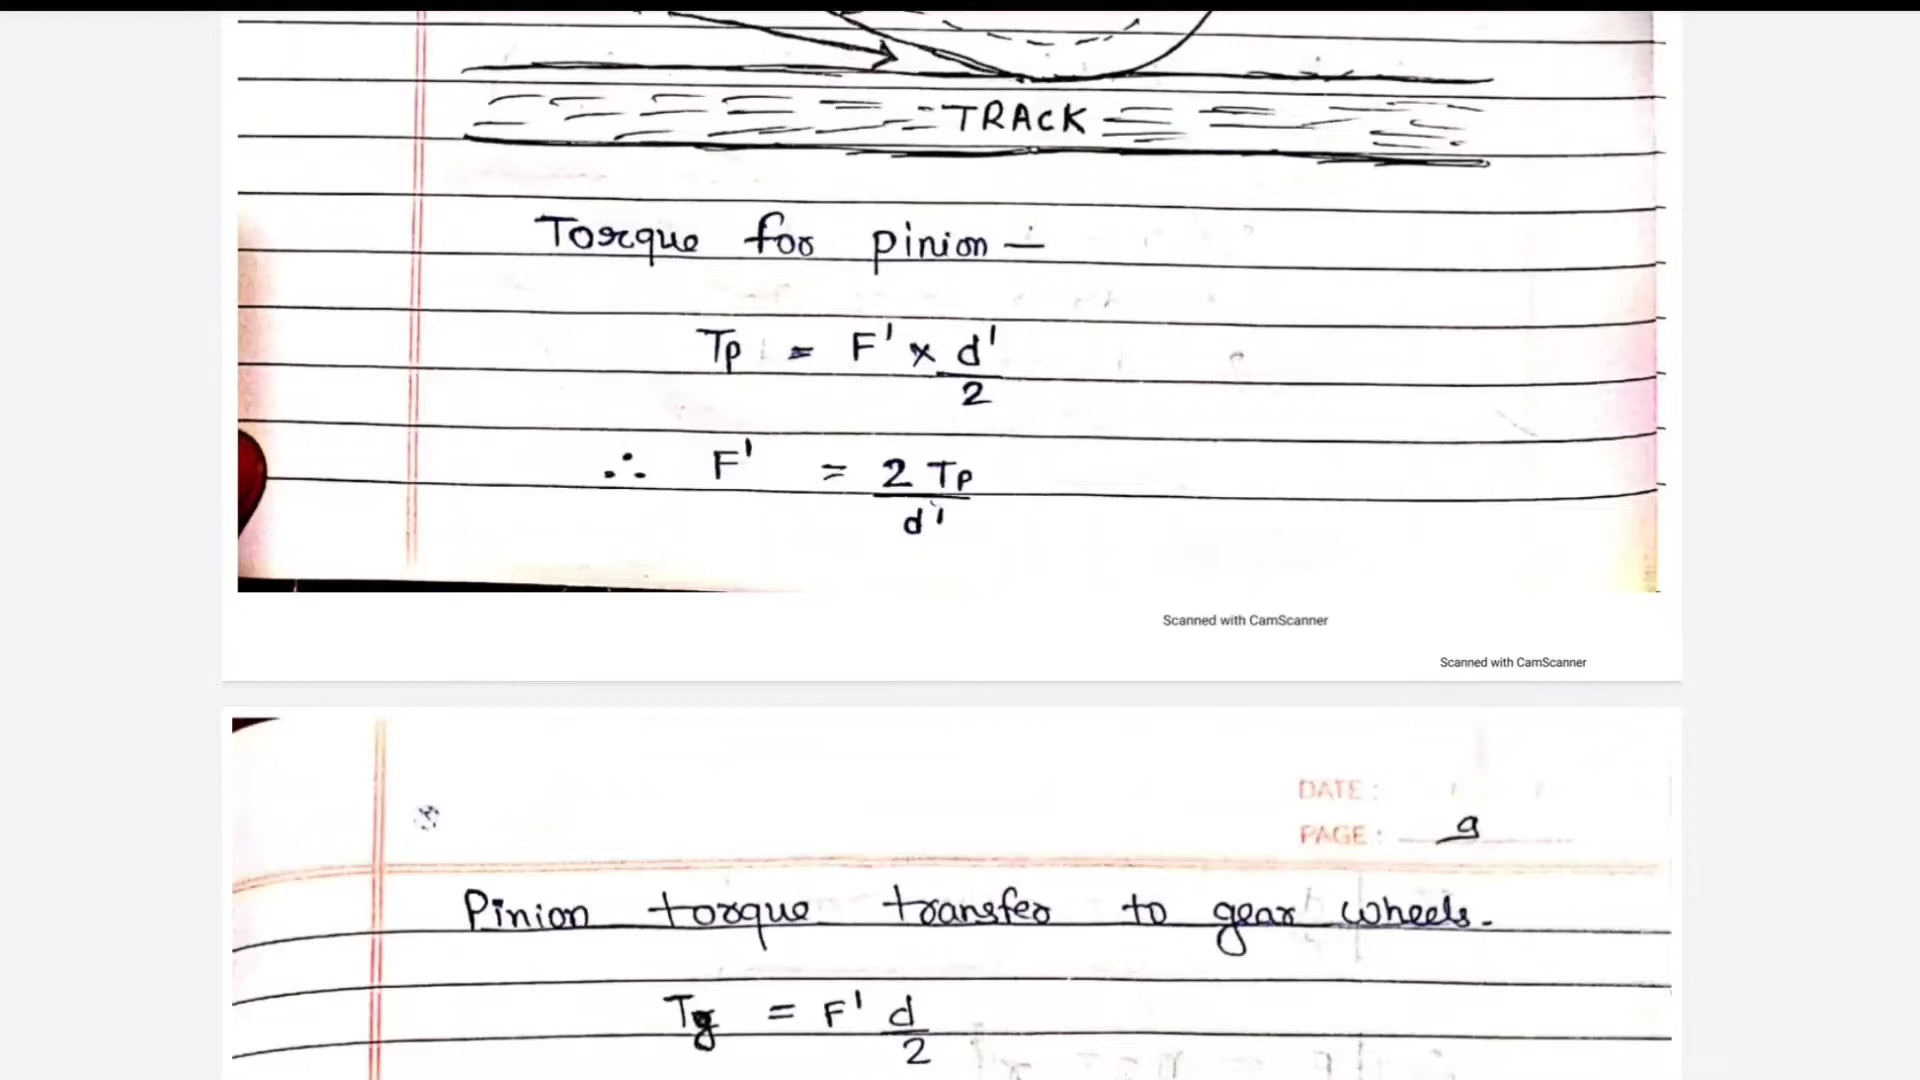 TRACK
Torque for pinion —
Tp = F' × d'/2
∴ F' = 2 Tp/d'
Scanned with CamScanner
Scanned with CamScanner
DATE :
PAGE : 9
Pinion torque transfer to gear wheels.
Tg = F' d/2